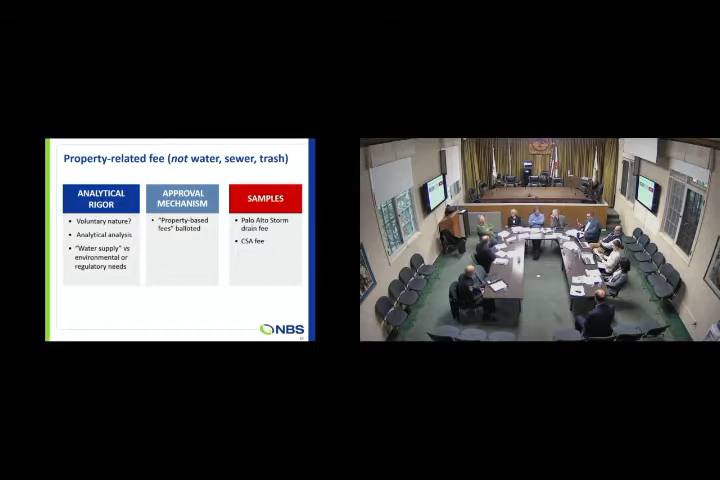 Property-related fee (not water, sewer, trash)
ANALYTICAL
RIGOR
• Voluntary nature?
• Analytical analysis
• "Water supply" vs
environmental or
regulatory needs
APPROVAL
MECHANISM
• "Property-based
fees" balloted
SAMPLES
• Palo Alto Storm
drain fee
• CSA fee
NBS